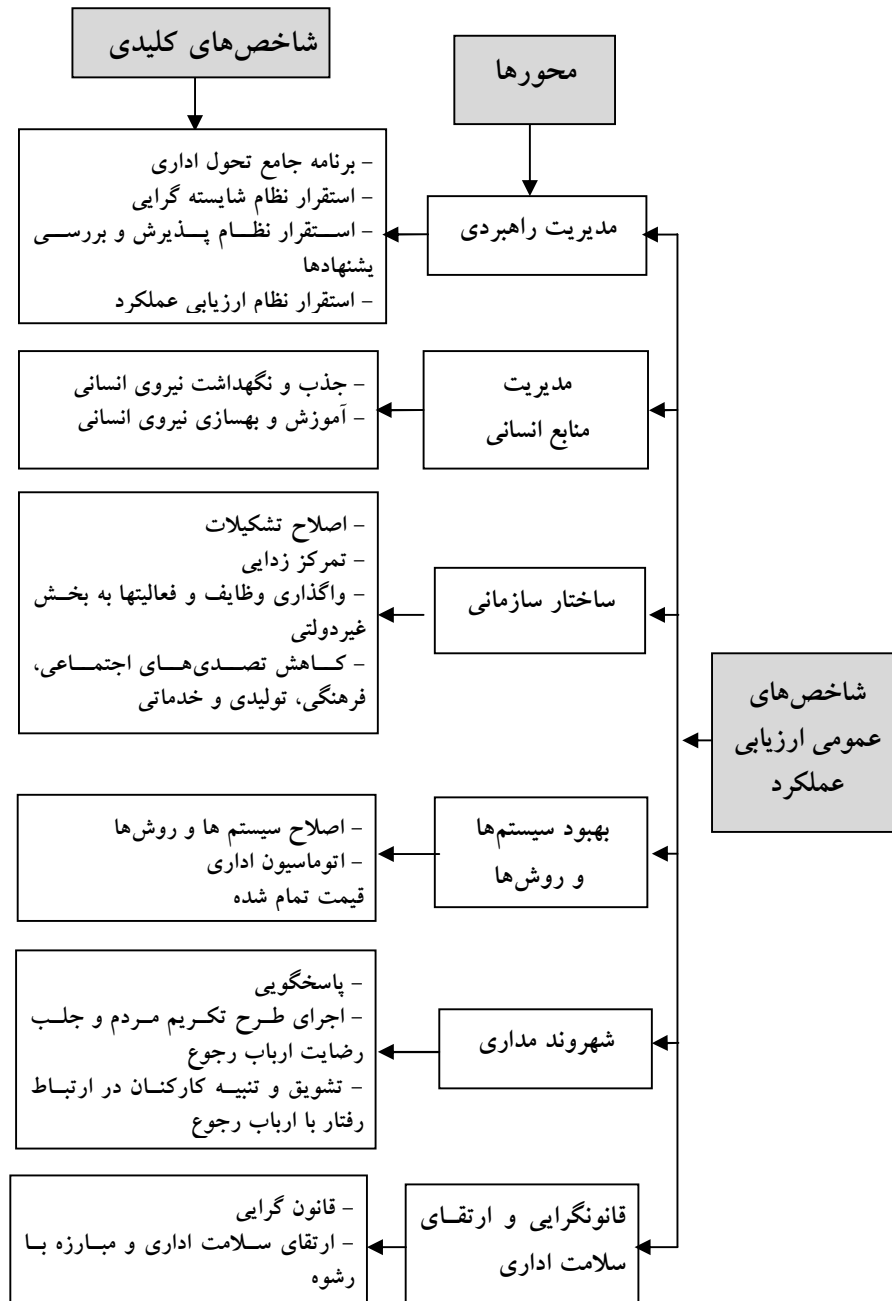 شاخص‌های کلیدی
محورها
- برنامه جامع تحول اداری
- استقرار نظام شایسته گرایی
- استقرار نظام پذیرش و بررسی
یشنهادها
- استقرار نظام ارزیابی عملکرد
مدیریت راهبردی
- جذب و نگهداشت نیروی انسانی
- آموزش و بهسازی نیروی انسانی
مدیریت
منابع انسانی
- اصلاح تشکیلات
- تمرکز زدایی
- واگذاری وظایف و فعالیتها به بخش
غیردولتی
- کاهش تصدی‌های اجتماعی،
فرهنگی، تولیدی و خدماتی
ساختار سازمانی
شاخص‌های
عمومی ارزیابی
عملکرد
- اصلاح سیستم ها و روش‌ها
- اتوماسیون اداری
قیمت تمام شده
بهبود سیستم‌ها
و روش‌ها
- پاسخگویی
- اجرای طرح تکریم مردم و جلب
رضایت ارباب رجوع
- تشویق و تنبیه کارکنان در ارتباط
رفتار با ارباب رجوع
شهروند مداری
- قانون گرایی
- ارتقای سلامت اداری و مبارزه با
رشوه
قانونگرایی و ارتقای
سلامت اداری